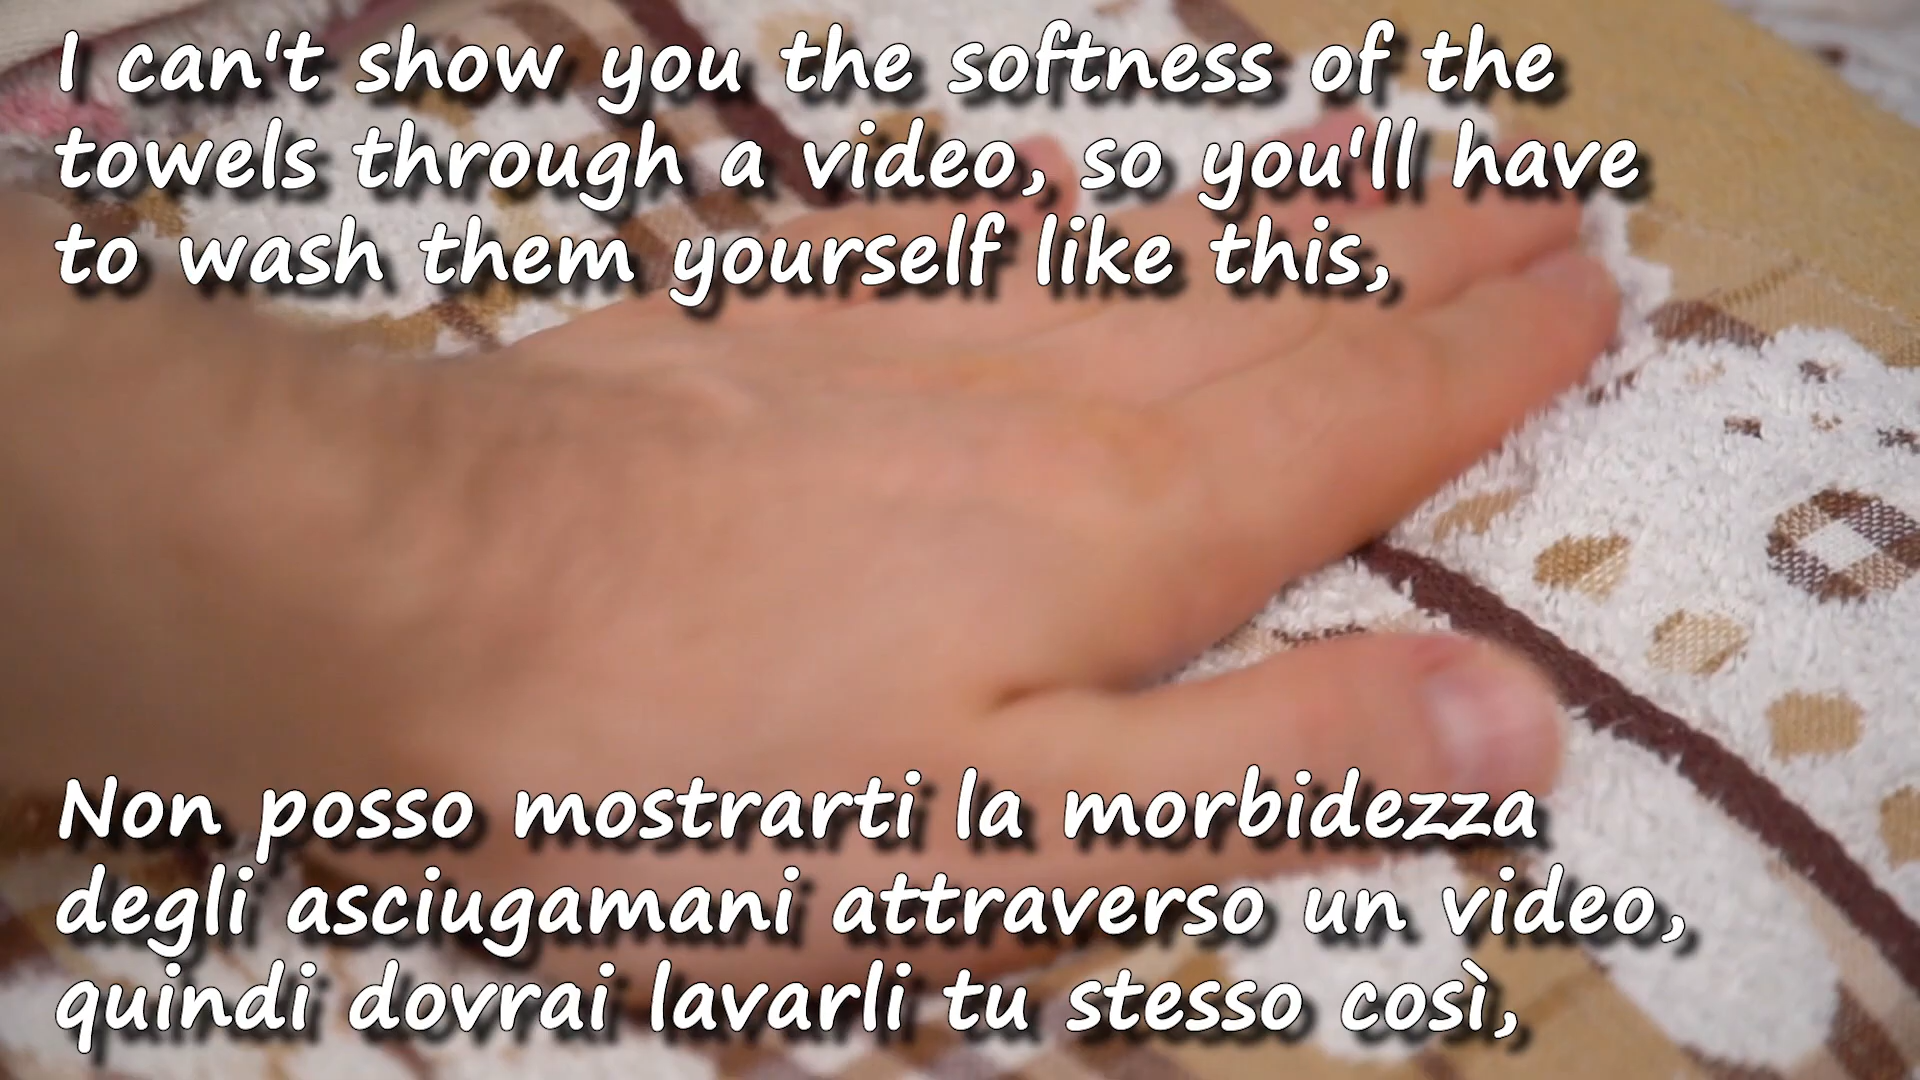 I can't show you the softness of the
towels through a video, so you'll have
to wash them yourself like this,
Non posso mostrarti la morbidezza
degli asciugamani attraverso un video,
quindi dovrai lavarli tu stesso così,